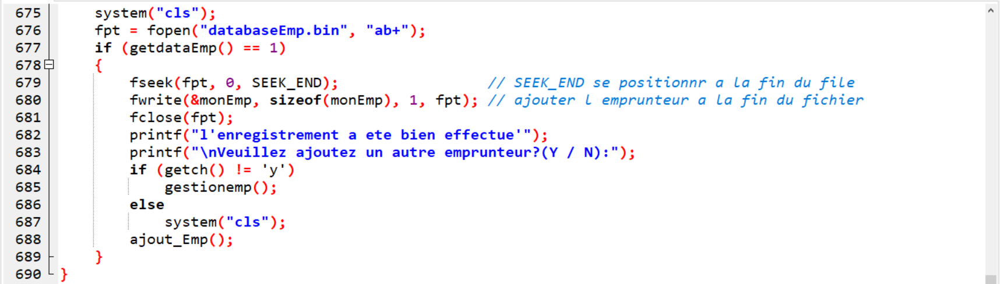 675 system("cls");
676 fpt = fopen("databaseEmp.bin", "ab+");
677 if (getdataEmp() == 1)
678 {
679 fseek(fpt, 0, SEEK_END); // SEEK_END se positionnr a la fin du file
680 fwrite(&monEmp, sizeof(monEmp), 1, fpt); // ajouter l emprunteur a la fin du fichier
681 fclose(fpt);
682 printf("l'enregistrement a ete bien effectue'");
683 printf("\nVeuillez ajoutez un autre emprunteur?(Y / N):");
684 if (getch() != 'y')
685 gestionemp();
686 else
687 system("cls");
688 ajout_Emp();
689 }
690 }